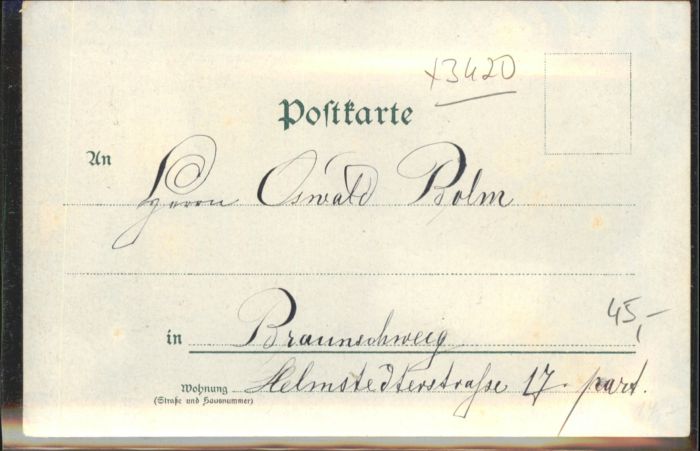 x3420
Postkarte
An
Herrn Oswald Bolm
45,-
in Braunschweig
Wohnung Helmstedterstraße 17. part.
(Straße und Hausnummer)